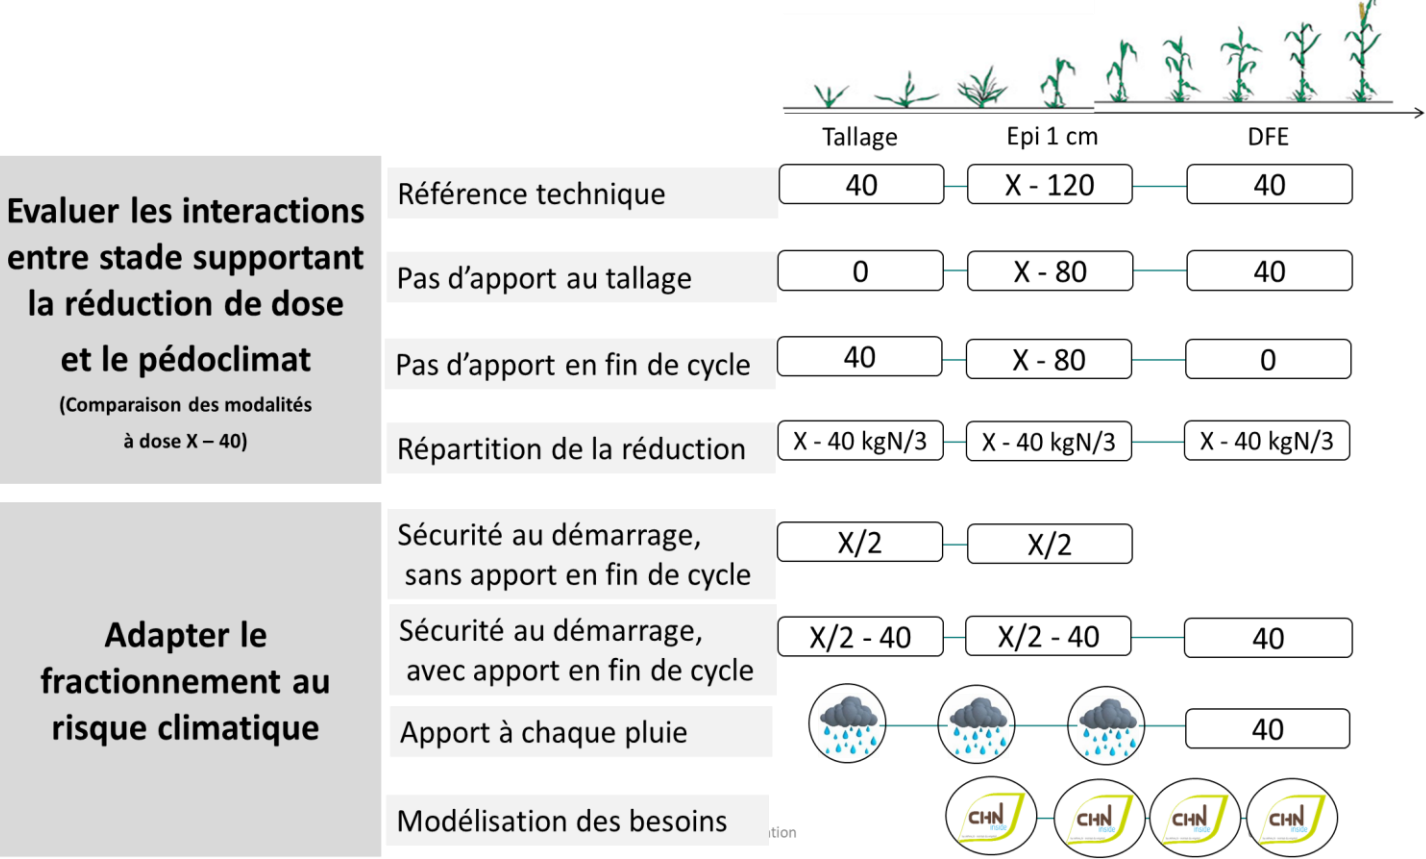 Tallage Epi 1 cm DFE
Evaluer les interactions
entre stade supportant
la réduction de dose
et le pédoclimat
(Comparaison des modalités
à dose X – 40)
Référence technique 40 X - 120 40
Pas d'apport au tallage 0 X - 80 40
Pas d'apport en fin de cycle 40 X - 80 0
Répartition de la réduction X - 40 kgN/3 X - 40 kgN/3 X - 40 kgN/3
Adapter le
fractionnement au
risque climatique
Sécurité au démarrage,
sans apport en fin de cycle
X/2 X/2
Sécurité au démarrage,
avec apport en fin de cycle
X/2 - 40 X/2 - 40 40
Apport à chaque pluie 40
Modélisation des besoins
CHN inside CHN inside CHN inside CHN inside
tion